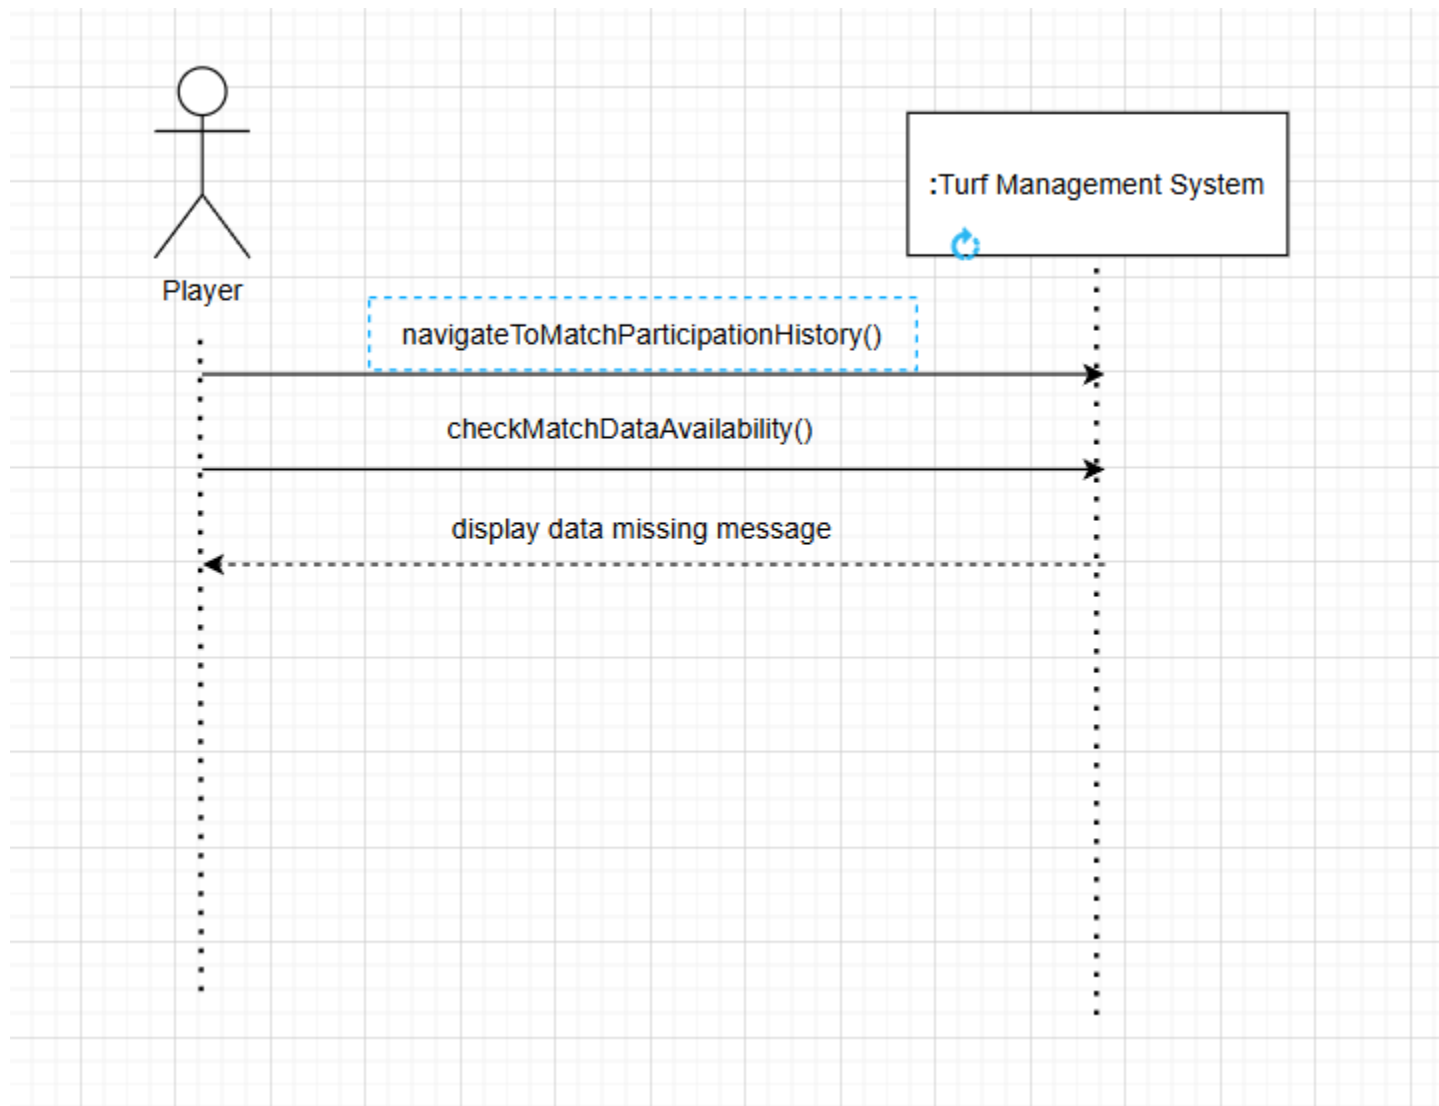 :Turf Management System
Player
navigateToMatchParticipationHistory()
checkMatchDataAvailability()
display data missing message